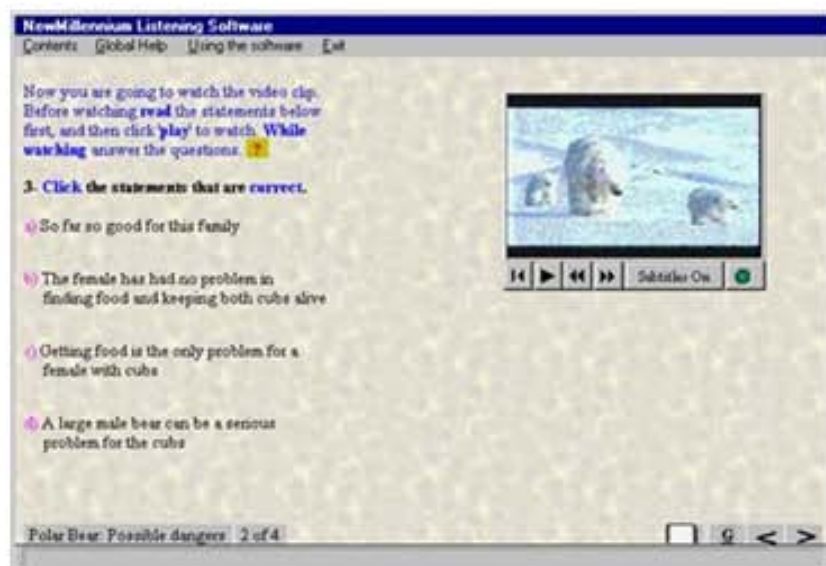 NewMillennium Listening Software
Contents Global Help Using the software Exit
Now you are going to watch the video clip.
Before watching read the statements below
first, and then click 'play' to watch. While
watching answer the questions. ?
3- Click the statements that are correct.
a) So far so good for this family
b) The female has had no problem in
finding food and keeping both cubs alive
c) Getting food is the only problem for a
female with cubs
d) A large male bear can be a serious
problem for the cubs
Subtitles On
Polar Bear: Possible dangers 2 of 4
G < >